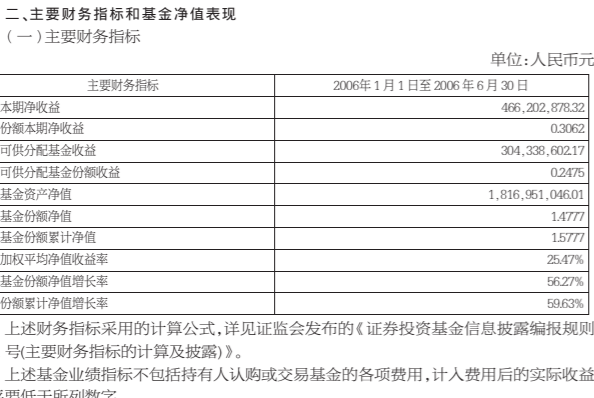 二、主要财务指标和基金净值表现
(一)主要财务指标
单位:人民币元
主要财务指标 2006年1月1日至2006年6月30日
本期净收益 466,202,878.32
份额本期净收益 0.3062
可供分配基金收益 304,338,602.17
可供分配基金份额收益 0.2475
基金资产净值 1,816,951,046.01
基金份额净值 1.4777
基金份额累计净值 1.5777
加权平均净值收益率 25.47%
基金份额净值增长率 56.27%
份额累计净值增长率 59.63%
上述财务指标采用的计算公式,详见证监会发布的《证券投资基金信息披露编报规则
号(主要财务指标的计算及披露)》。
上述基金业绩指标不包括持有人认购或交易基金的各项费用,计入费用后的实际收益
要低于所列数字